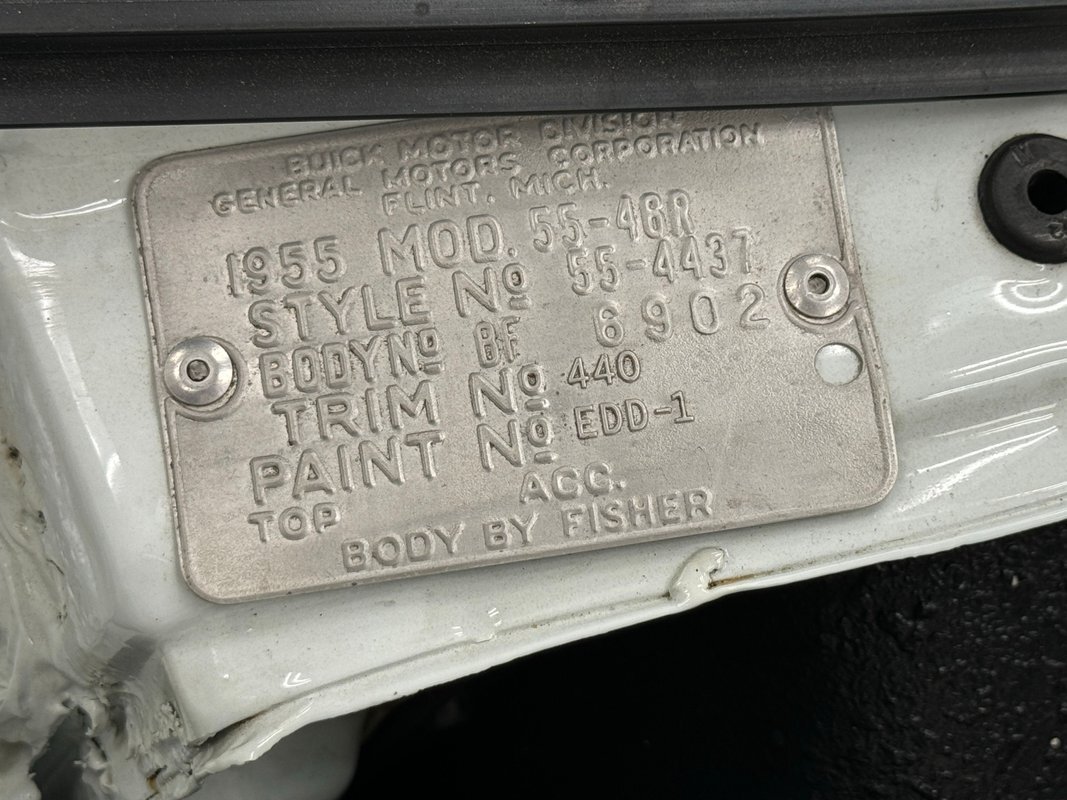 BUICK MOTOR DIVISION
GENERAL MOTORS CORPORATION
FLINT, MICH.
1955 MOD. 55-46R
STYLE Nº 55-4437
BODY Nº BF 6902
TRIM Nº 440
PAINT Nº EDD-1
TOP ACC.
BODY BY FISHER